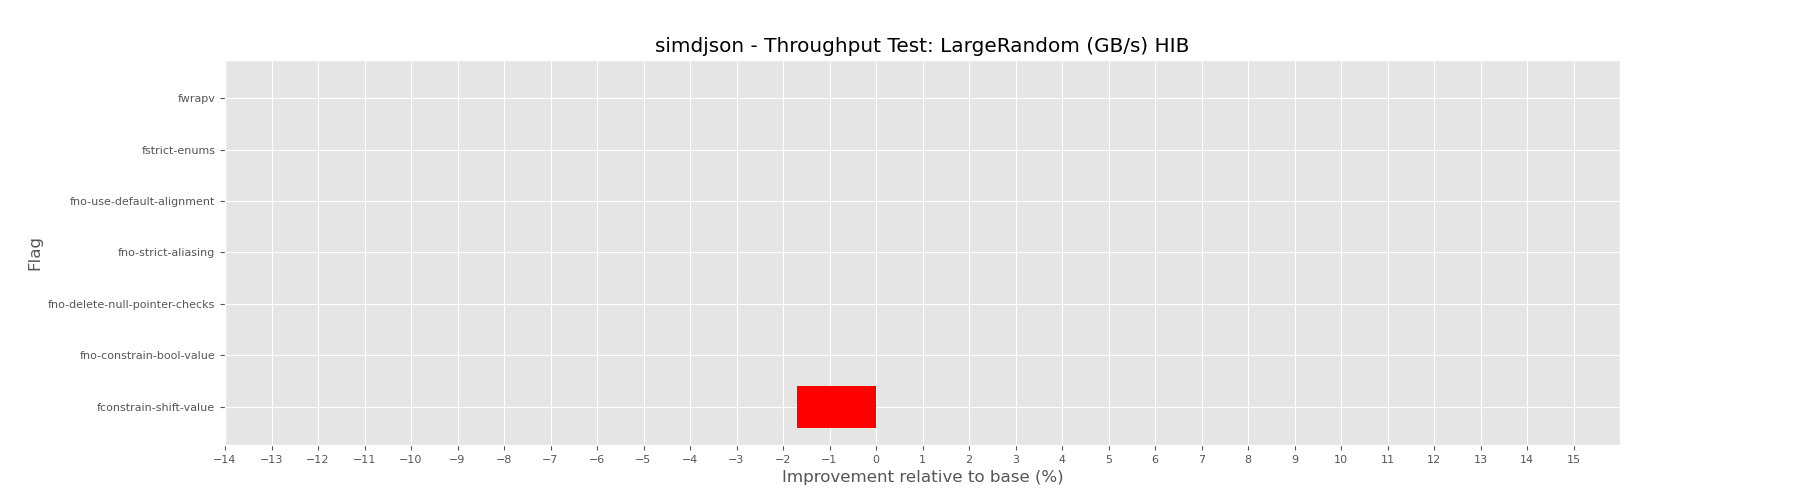 simdjson - Throughput Test: LargeRandom (GB/s) HIB
Flag
fwrapv
fstrict-enums
fno-use-default-alignment
fno-strict-aliasing
fno-delete-null-pointer-checks
fno-constrain-bool-value
fconstrain-shift-value
−14 −13 −12 −11 −10 −9 −8 −7 −6 −5 −4 −3 −2 −1 0 1 2 3 4 5 6 7 8 9 10 11 12 13 14 15
Improvement relative to base (%)